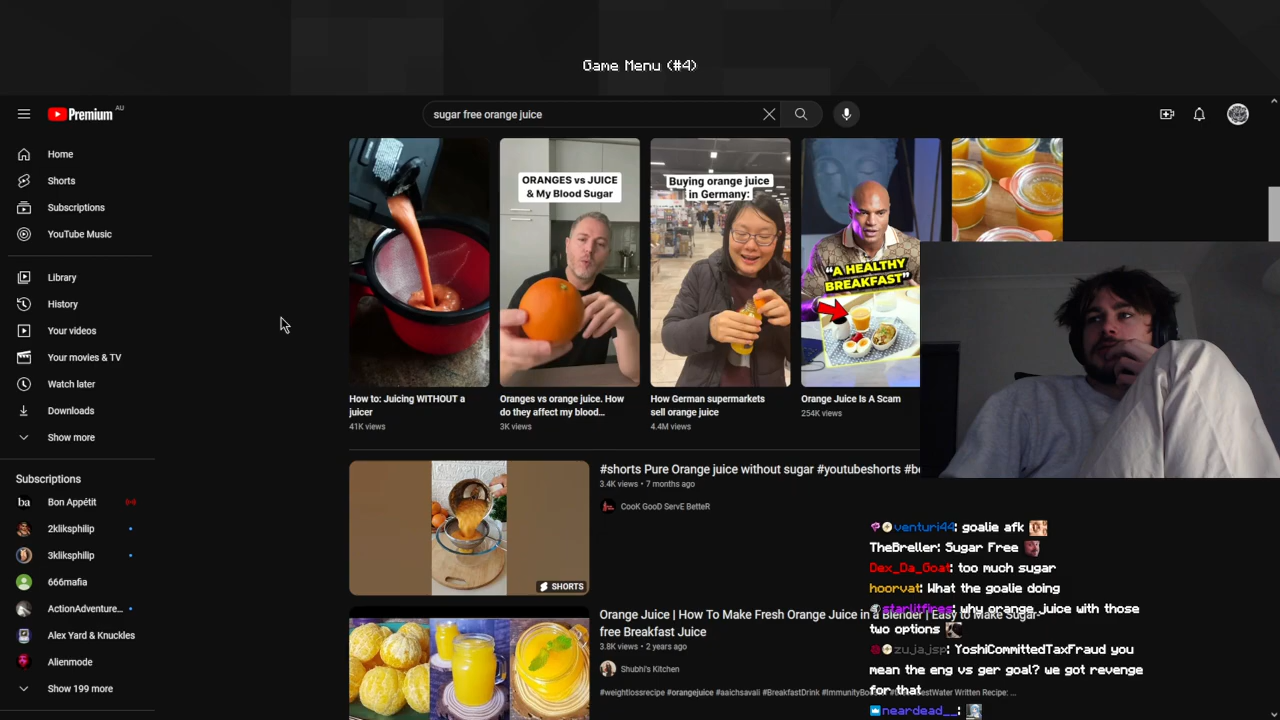 Game Menu (#4)
Premium AU
sugar free orange juice
Home
Shorts
Subscriptions
YouTube Music
Library
History
Your videos
Your movies & TV
Watch later
Downloads
Show more
Subscriptions
Bon Appétit
2kliksphilip
3kliksphilip
666mafia
ActionAdventure...
Alex Yard & Knuckles
Alienmode
Show 199 more
ORANGES vs JUICE
& My Blood Sugar
Buying orange juice
in Germany:
"A HEALTHY
BREAKFAST"
How to: Juicing WITHOUT a
juicer
41K views
Oranges vs orange juice. How
do they affect my blood...
3K views
How German supermarkets
sell orange juice
4.4M views
Orange Juice Is A Scam
254K views
SHORTS
#shorts Pure Orange juice without sugar #youtubeshorts #be
3.4K views • 7 months ago
CooK GooD ServE BetteR
Orange Juice | How To Make Fresh Orange Juice in a Blender | Easy to Make Sugar-
free Breakfast Juice
3.8K views • 2 years ago
Shubhi's Kitchen
#weightlossrecipe #orangejuice #aaichsavali #BreakfastDrink
venturi44: goalie afk
TheBreller: Sugar Free
Dex_Da_Goat: too much sugar
hoorvat: What the goalie doing
starlitfires: why orange juice with those
two options
zu_ja_jsp: YoshiCommittedTaxFraud you
mean the eng vs ger goal? we got revenge
for that
neardead__: